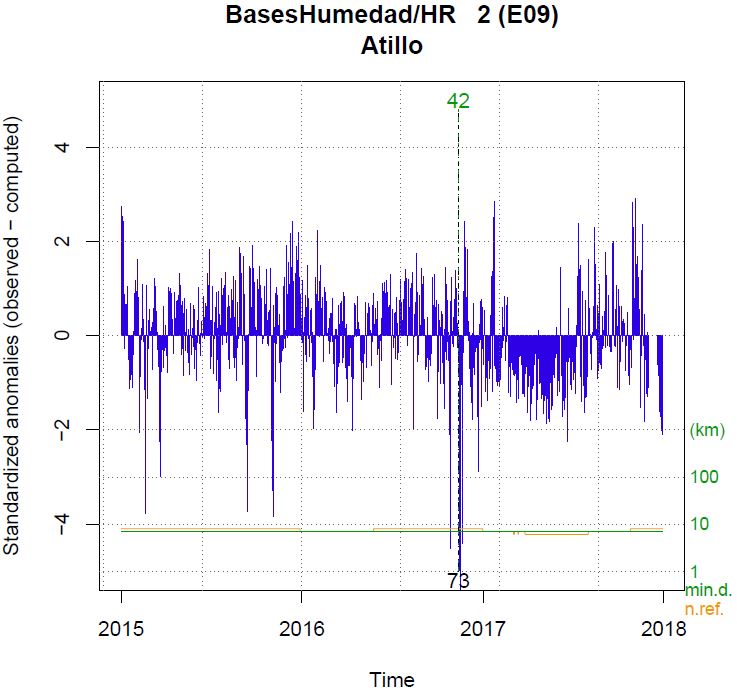 BasesHumedad/HR 2 (E09)
Atillo
42
Standardized anomalies (observed − computed)
4
2
0
-2
-4
(km)
100
10
1
73
min.d.
n.ref.
2015 2016 2017 2018
Time